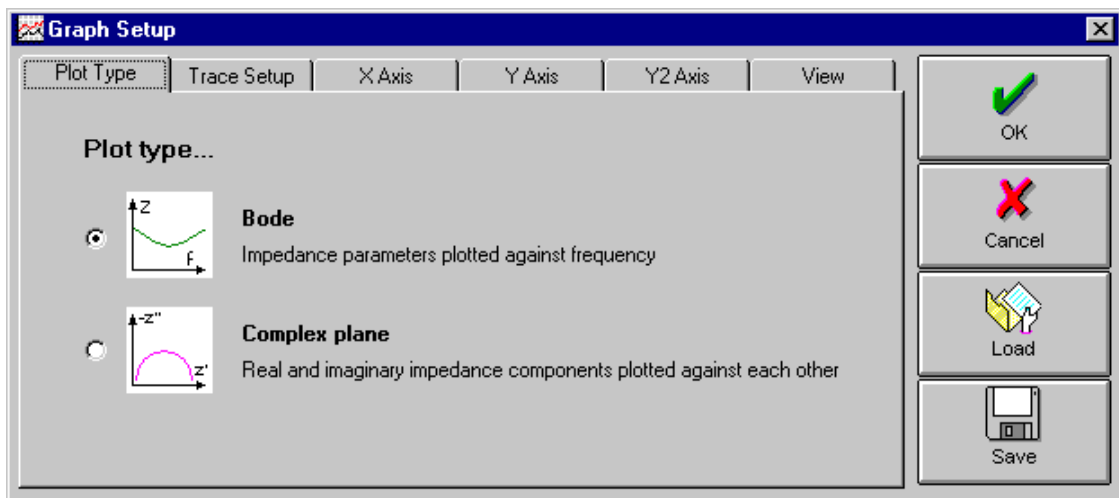 Graph Setup
Plot Type
Trace Setup
X Axis
Y Axis
Y2 Axis
View
Plot type...
Z
f
Bode
Impedance parameters plotted against frequency
-z"
z'
Complex plane
Real and imaginary impedance components plotted against each other
OK
Cancel
Load
Save